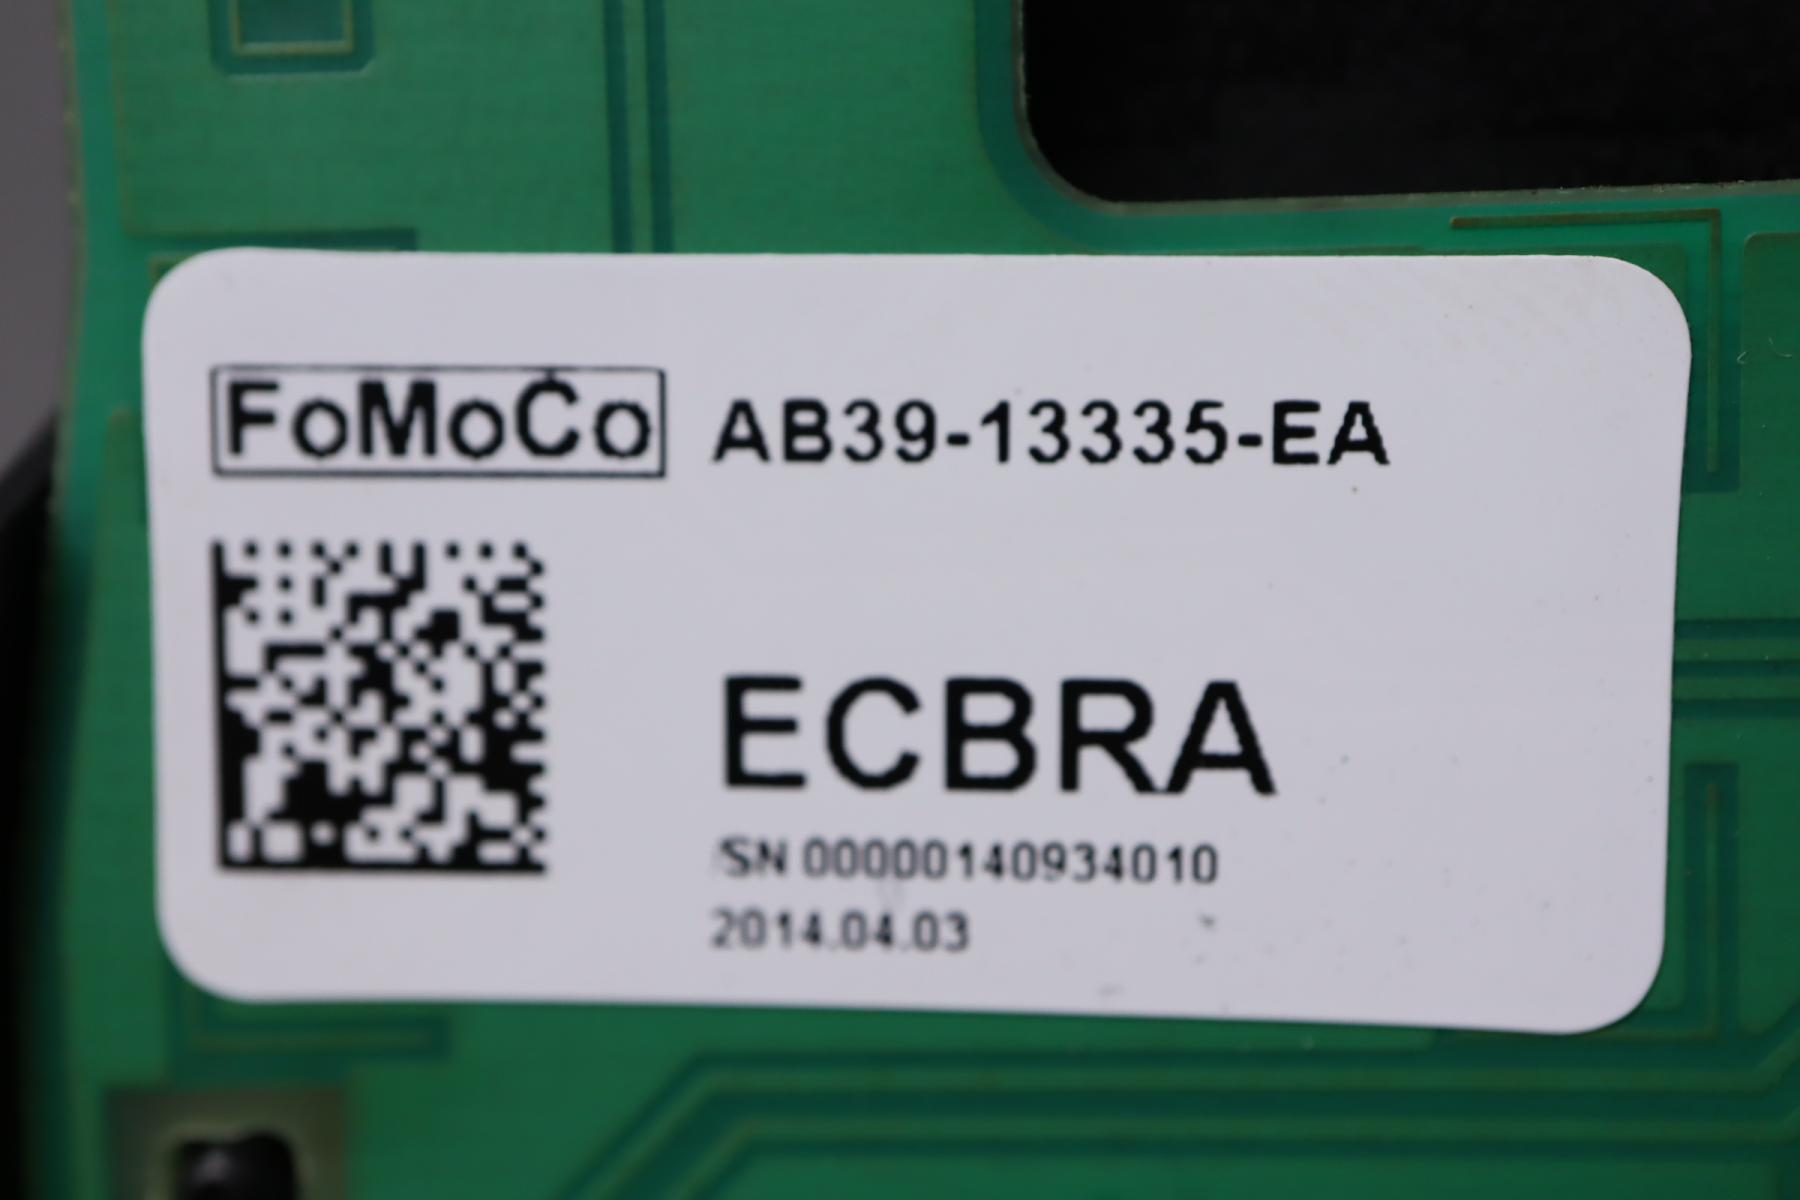 FoMoCo AB39-13335-EA
ECBRA
SN 00000140934010
2014.04.03